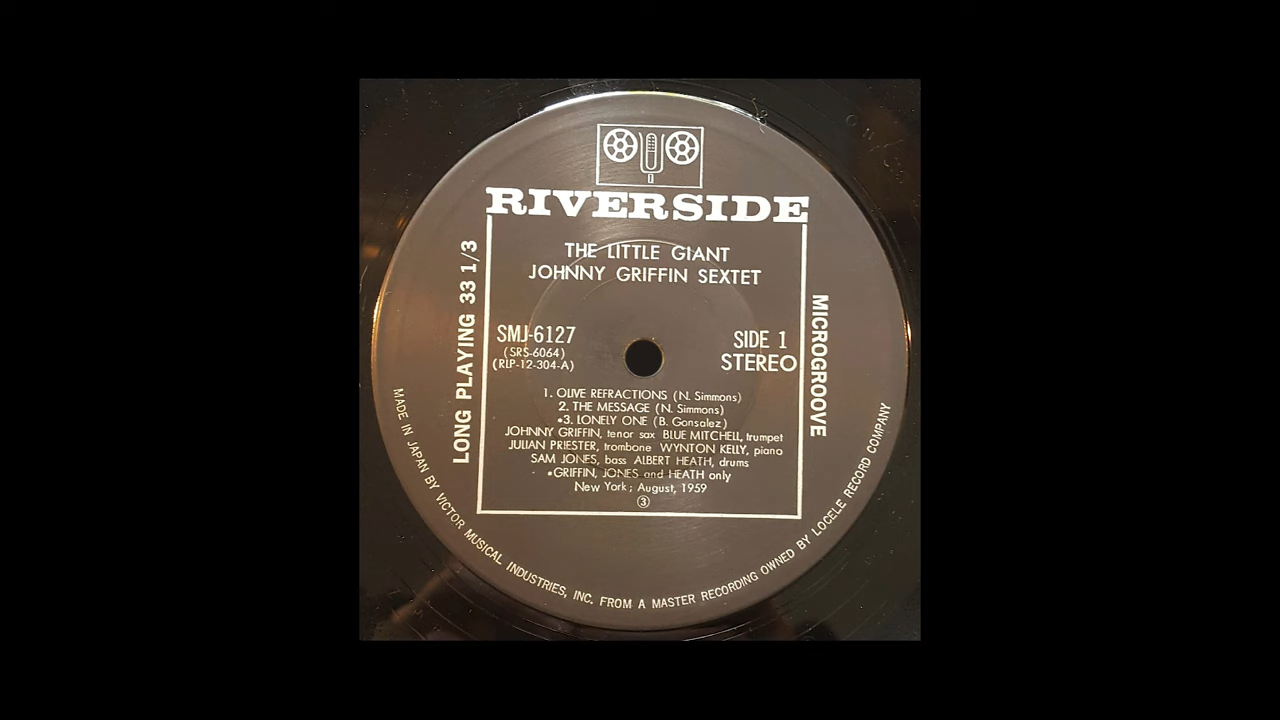 RIVERSIDE
THE LITTLE GIANT
JOHNNY GRIFFIN SEXTET
LONG PLAYING 33 1/3
MICROGROOVE
SMJ-6127
(SRS-6064)
(RLP-12-304-A)
SIDE 1
STEREO
1. OLIVE REFRACTIONS (N. Simmons)
2. THE MESSAGE (N. Simmons)
•3. LONELY ONE (B. Gonsalez)
JOHNNY GRIFFIN, tenor sax BLUE MITCHELL, trumpet
JULIAN PRIESTER, trombone WYNTON KELLY, piano
SAM JONES, bass ALBERT HEATH, drums
•GRIFFIN, JONES and HEATH only
New York; August, 1959
③
MADE IN JAPAN BY VICTOR MUSICAL INDUSTRIES, INC. FROM A MASTER RECORDING OWNED BY LOCELE RECORD COMPANY